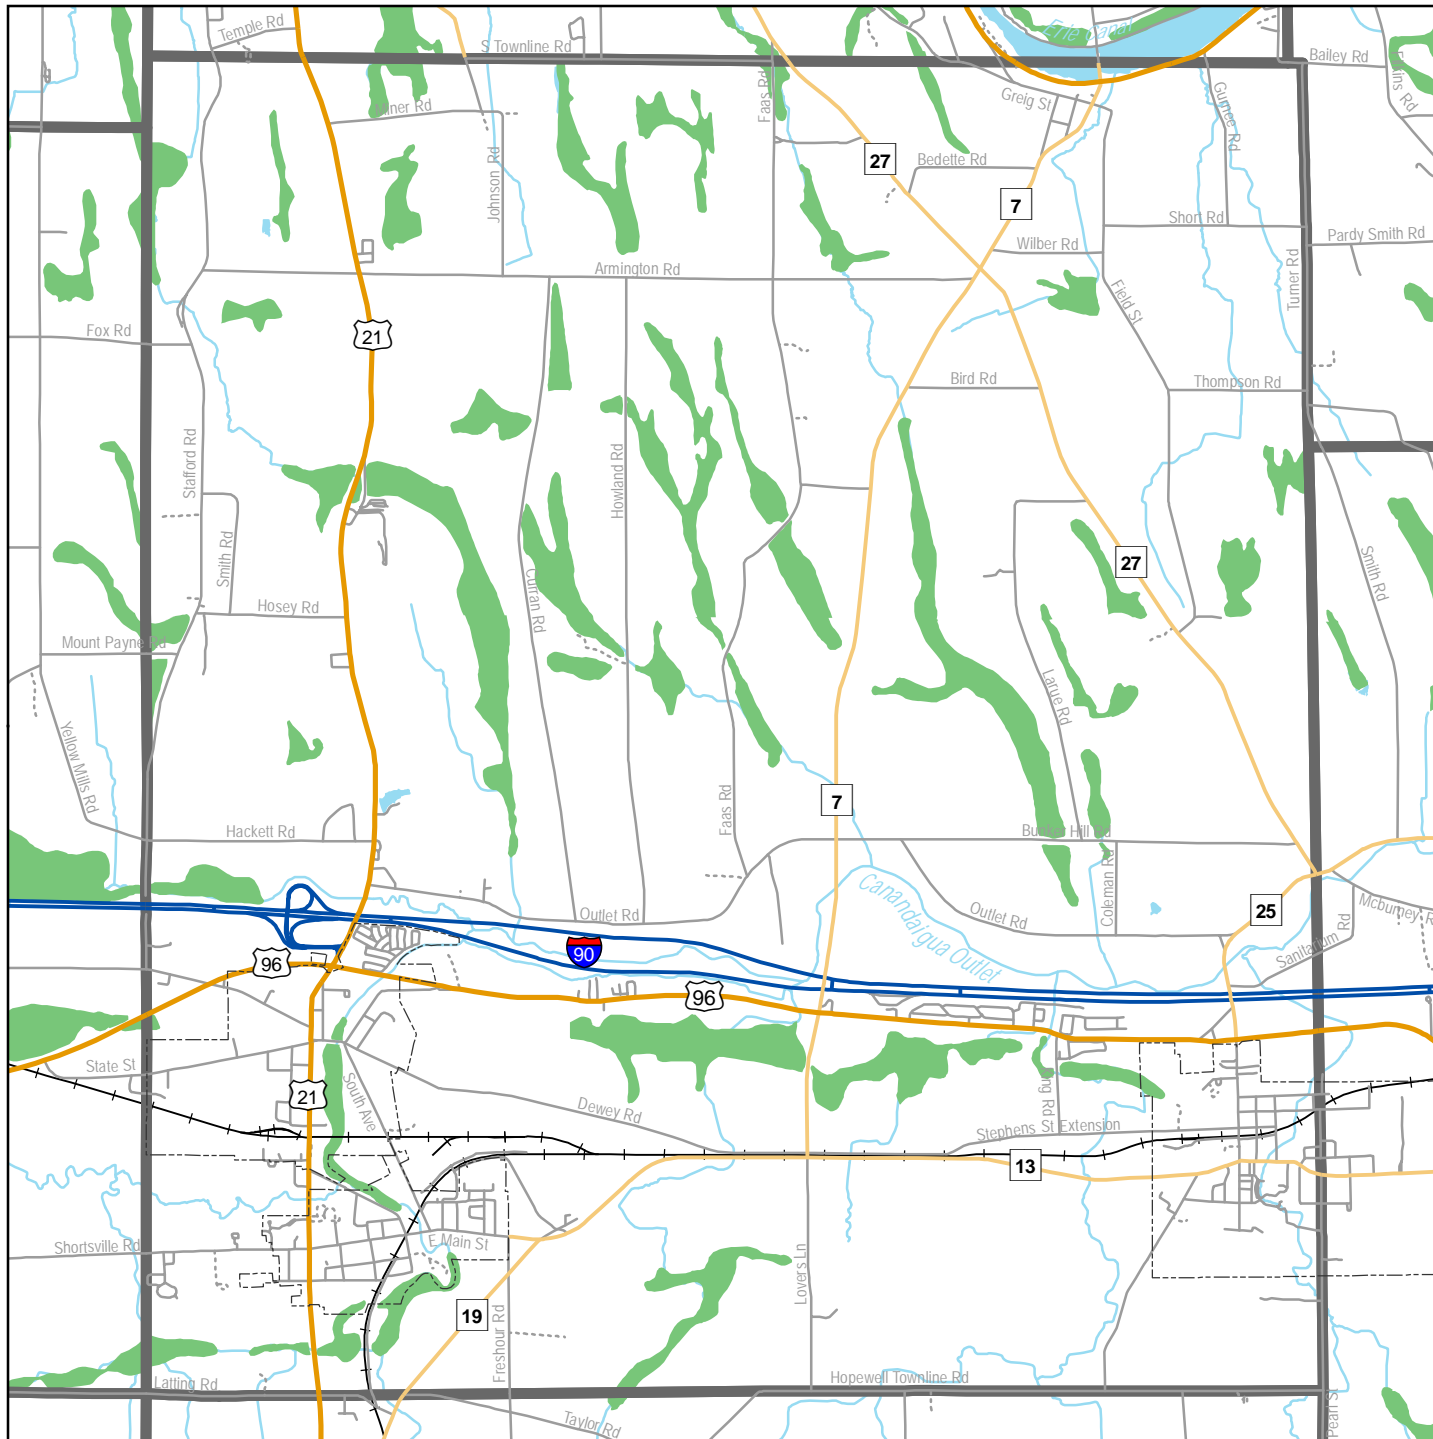 Temple Rd
S Townline Rd
Erie Canal
Bailey Rd
Miner Rd
Faas Rd
Greig St
Gurnee Rd
Johnson Rd
27
Bedette Rd
7
Short Rd
Pardy Smith Rd
Wilber Rd
Armington Rd
Turner Rd
Field St
Fox Rd
21
Bird Rd
Thompson Rd
Stafford Rd
Howland Rd
Smith Rd
Curran Rd
27
Smith Rd
Hosey Rd
Mount Payne Rd
Larue Rd
Yellow Mills Rd
Faas Rd
7
Hackett Rd
Bunker Hill Rd
Coleman Rd
Canandaigua Outlet
Outlet Rd
Outlet Rd
25
Mcburney R
Sanitarium Rd
96
90
96
State St
South Ave
21
Dewey Rd
Stephens St Extension
13
Shortsville Rd
E Main St
Lovers Ln
19
Freshour Rd
Latting Rd
Hopewell Townline Rd
Taylor Rd
Pearl St